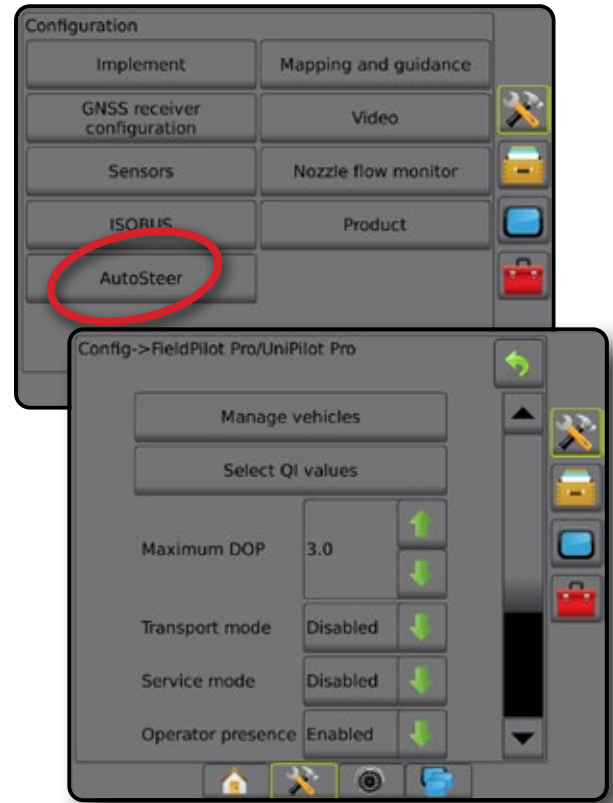 Configuration
Implement
Mapping and guidance
GNSS receiver
configuration
Video
Sensors
Nozzle flow monitor
ISOBUS
Product
AutoSteer
Config->FieldPilot Pro/UniPilot Pro
Manage vehicles
Select QI values
Maximum DOP 3.0
Transport mode Disabled
Service mode Disabled
Operator presence Enabled